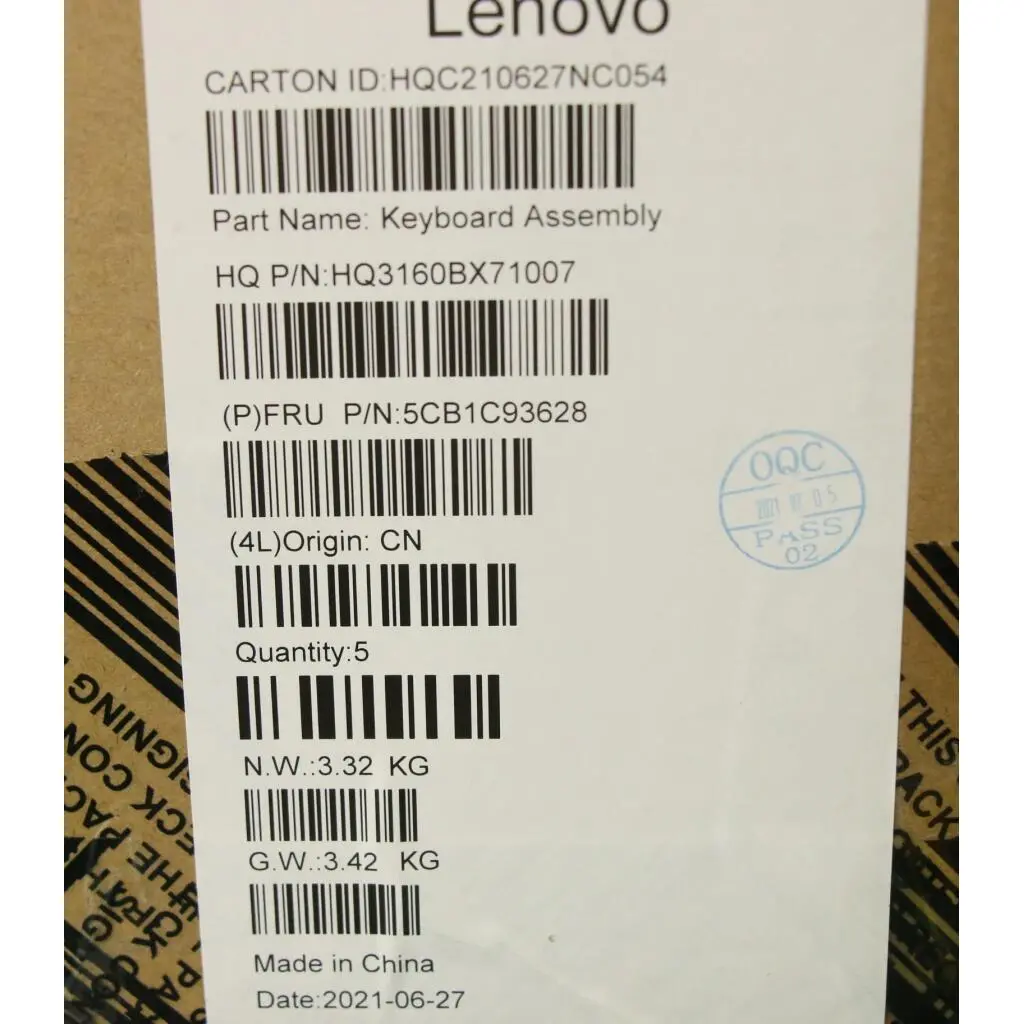 Lenovo
CARTON ID:HQC210627NC054
Part Name: Keyboard Assembly
HQ P/N:HQ3160BX71007
(P)FRU P/N:5CB1C93628
OQC
PASS
02
(4L)Origin: CN
Quantity:5
N.W.:3.32 KG
G.W.:3.42 KG
Made in China
Date:2021-06-27
THIS